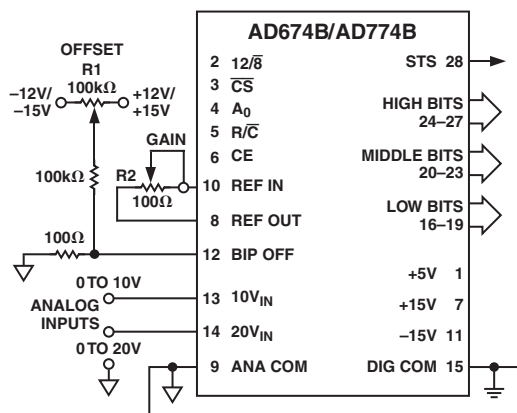 AD674B/AD774B
OFFSET
R1
100kΩ
–12V/
–15V
+12V/
+15V
100kΩ
GAIN
R2
100Ω
100Ω
2 12/8̅
3 C̅S̅
4 A₀
5 R/C̅
6 CE
10 REF IN
8 REF OUT
12 BIP OFF
0 TO 10V
13 10VIN
ANALOG
INPUTS
14 20VIN
0 TO 20V
9 ANA COM
STS 28
HIGH BITS
24–27
MIDDLE BITS
20–23
LOW BITS
16–19
+5V 1
+15V 7
–15V 11
DIG COM 15